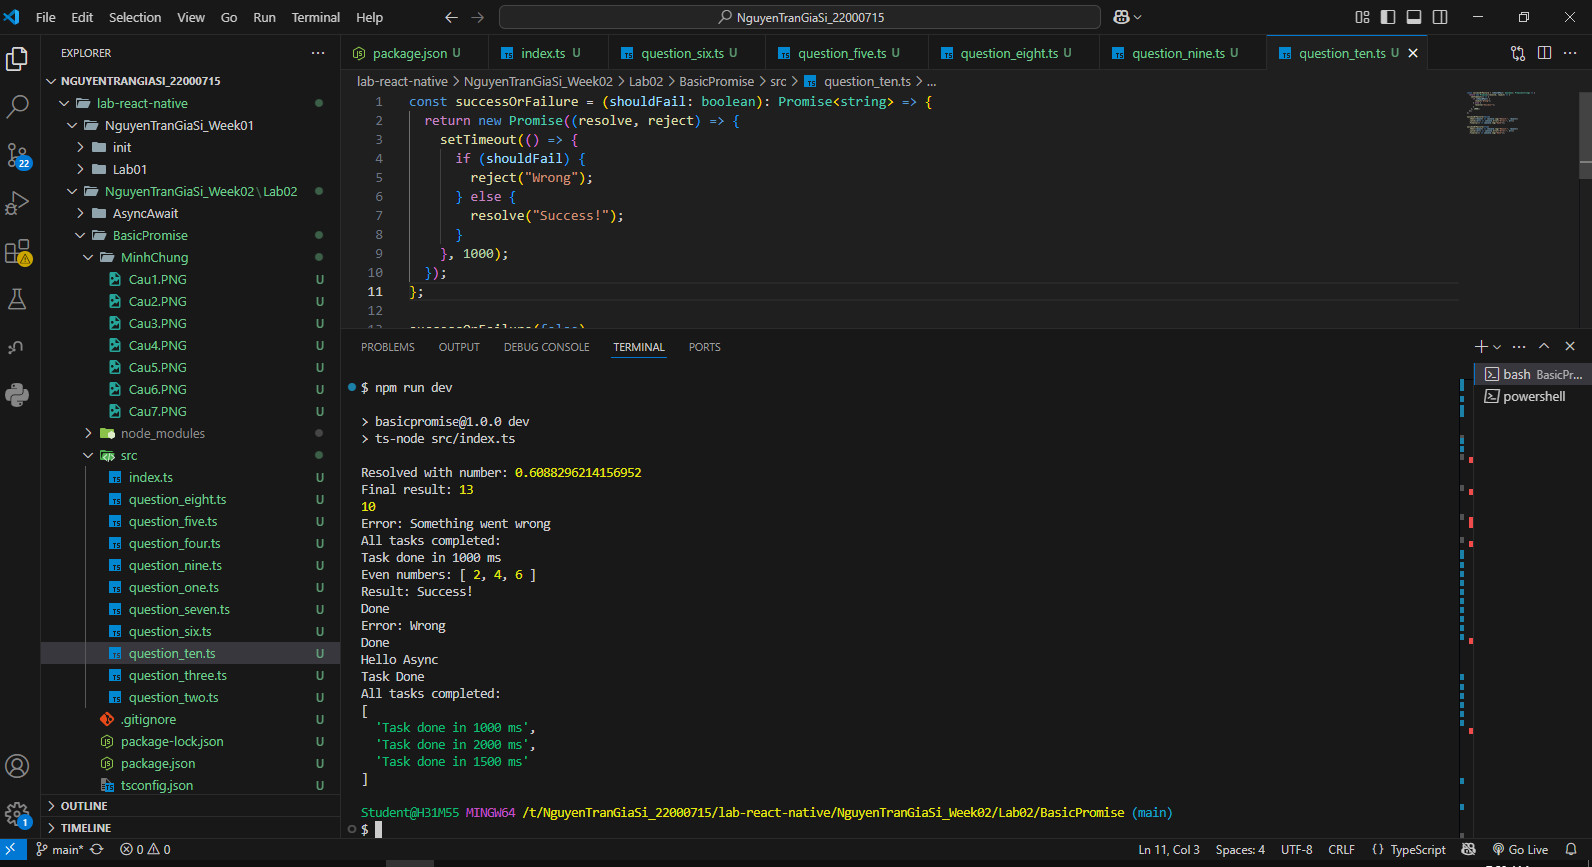 File Edit Selection View Go Run Terminal Help
NguyenTranGiaSi_22000715
EXPLORER
NGUYENTRANGIASI_22000715
lab-react-native
NguyenTranGiaSi_Week01
init
Lab01
NguyenTranGiaSi_Week02\Lab02
AsyncAwait
BasicPromise
MinhChung
Cau1.PNG U
Cau2.PNG U
Cau3.PNG U
Cau4.PNG U
Cau5.PNG U
Cau6.PNG U
Cau7.PNG U
node_modules
src
index.ts U
question_eight.ts U
question_five.ts U
question_four.ts U
question_nine.ts U
question_one.ts U
question_seven.ts U
question_six.ts U
question_ten.ts U
question_three.ts U
question_two.ts U
.gitignore U
package-lock.json U
package.json U
tsconfig.json U
OUTLINE
TIMELINE
22
1
package.json U index.ts U question_six.ts U question_five.ts U question_eight.ts U question_nine.ts U question_ten.ts U
lab-react-native > NguyenTranGiaSi_Week02 > Lab02 > BasicPromise > src > question_ten.ts > ...
1 const successOrFailure = (shouldFail: boolean): Promise<string> => {
2 return new Promise((resolve, reject) => {
3 setTimeout(() => {
4 if (shouldFail) {
5 reject("Wrong");
6 } else {
7 resolve("Success!");
8 }
9 }, 1000);
10 });
11 };
12
13 successOrFailure(false)
PROBLEMS OUTPUT DEBUG CONSOLE TERMINAL PORTS
$ npm run dev
> basicpromise@1.0.0 dev
> ts-node src/index.ts
Resolved with number: 0.6088296214156952
Final result: 13
10
Error: Something went wrong
All tasks completed:
Task done in 1000 ms
Even numbers: [ 2, 4, 6 ]
Result: Success!
Done
Error: Wrong
Done
Hello Async
Task Done
All tasks completed:
[
'Task done in 1000 ms',
'Task done in 2000 ms',
'Task done in 1500 ms'
]
Student@H31M55 MINGW64 /t/NguyenTranGiaSi_22000715/lab-react-native/NguyenTranGiaSi_Week02/Lab02/BasicPromise (main)
$
bash BasicPr...
powershell
main* 0 0 Ln 11, Col 3 Spaces: 4 UTF-8 CRLF {} TypeScript Go Live